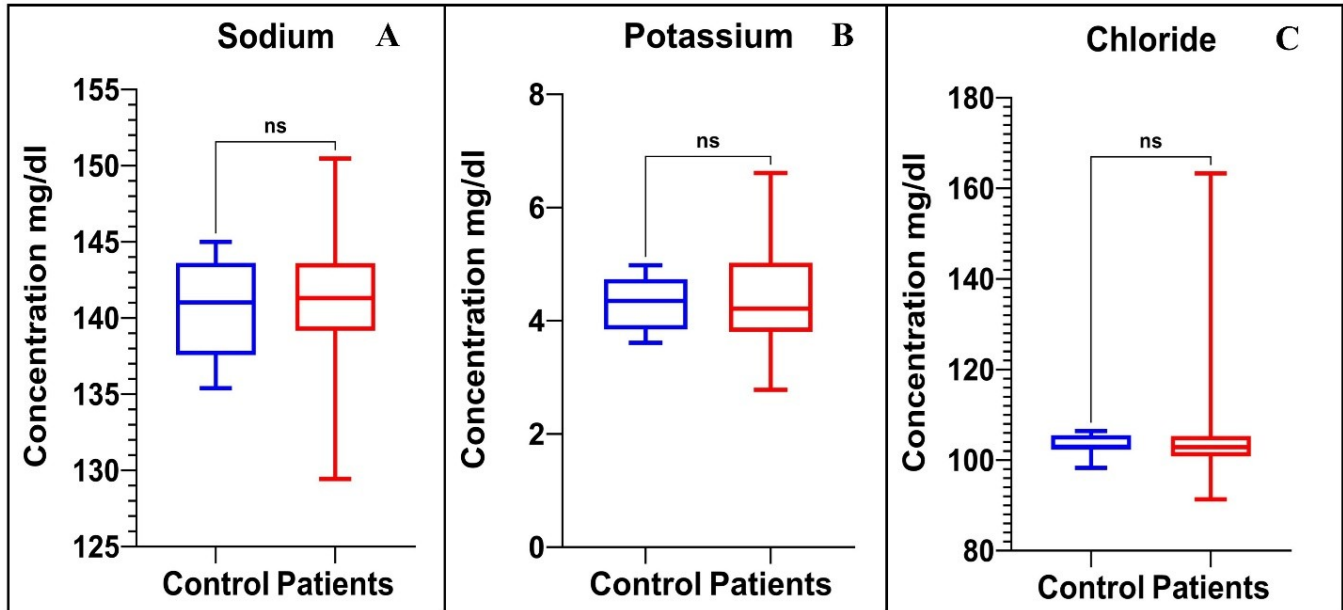 Sodium A
Concentration mg/dl
155
150
145
140
135
130
125
ns
Control Patients
Potassium B
Concentration mg/dl
8
6
4
2
0
ns
Control Patients
Chloride C
Concentration mg/dl
180
160
140
120
100
80
ns
Control Patients